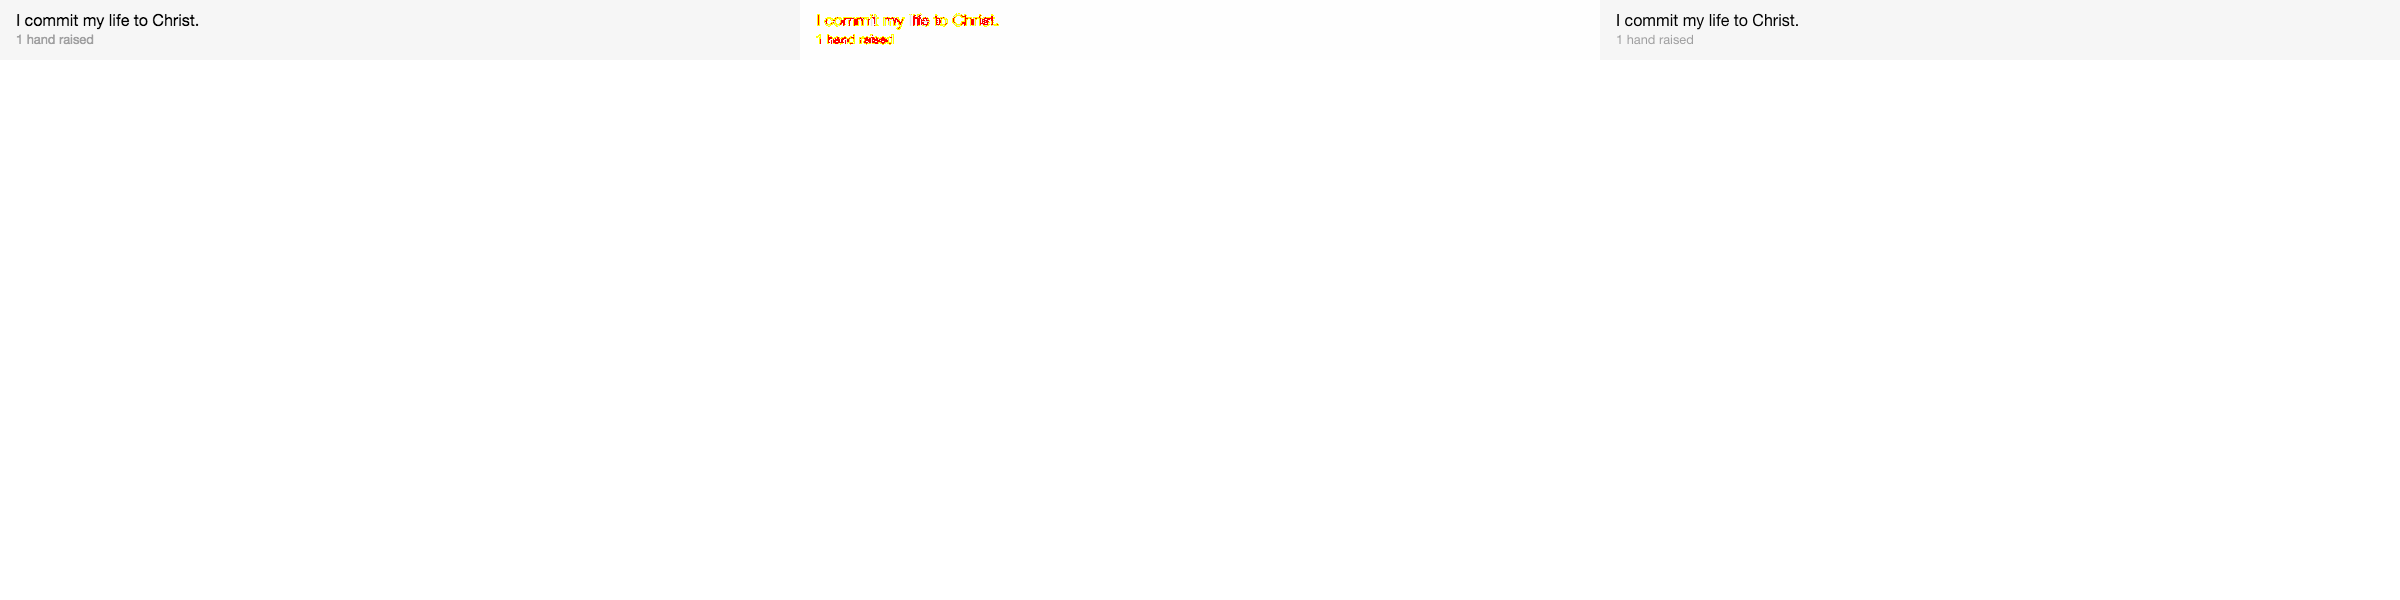 I commit my life to Christ.
1 hand raised
I commit my life to Christ.
1 hand raised
I commit my life to Christ.
1 hand raised